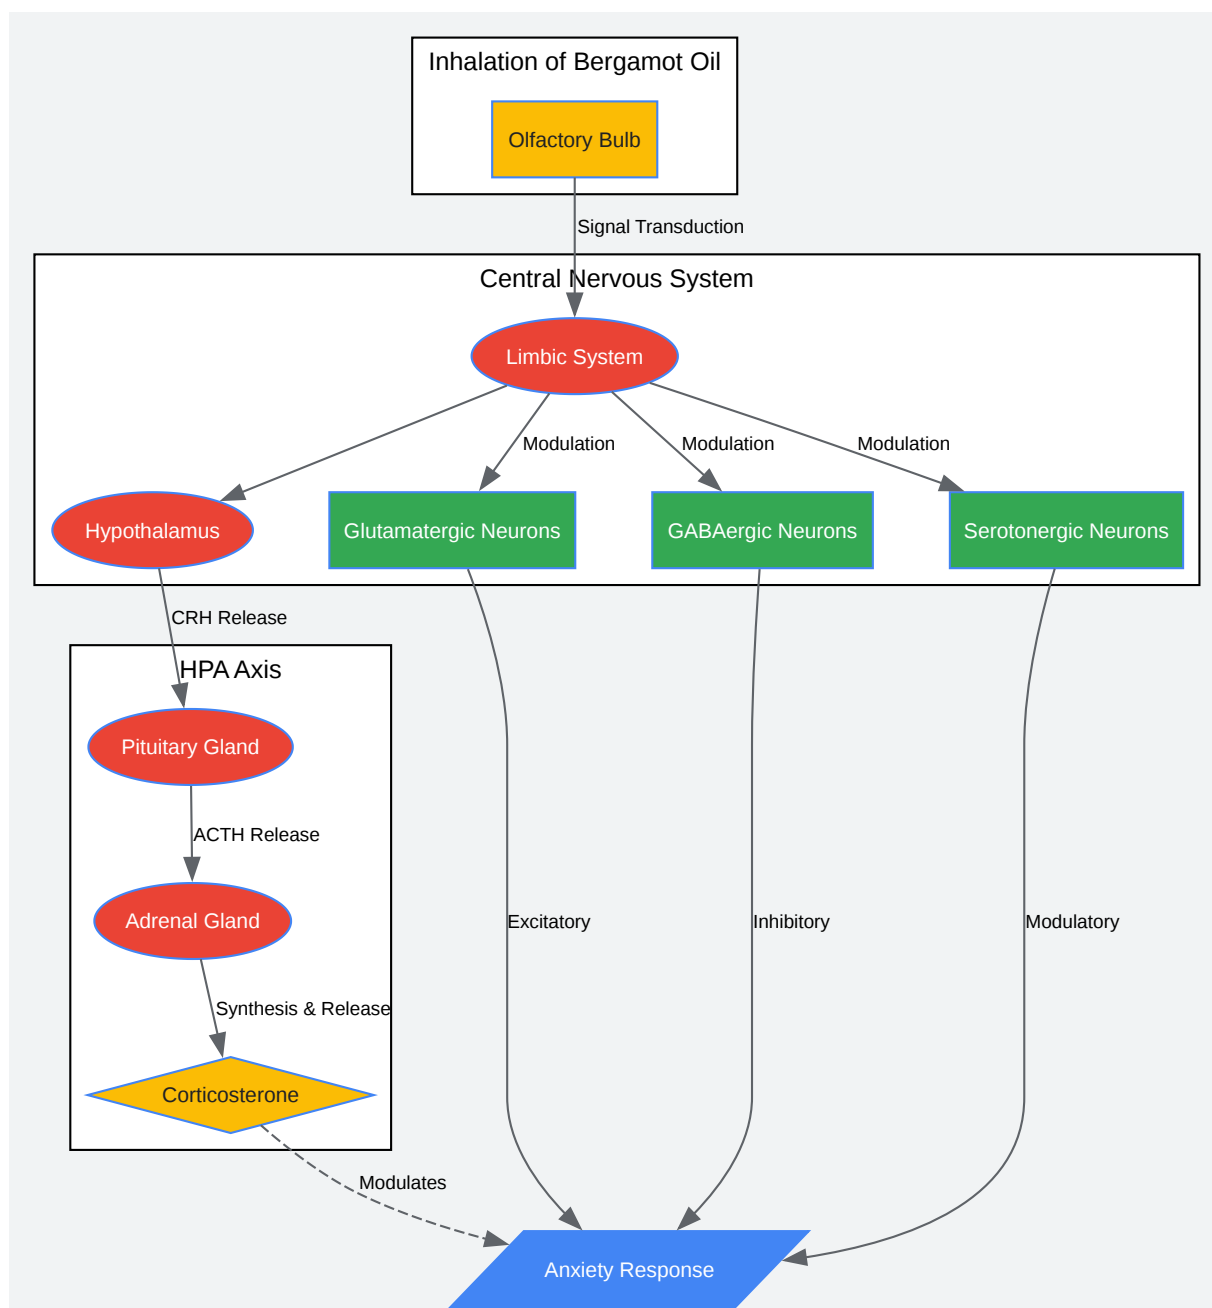 Inhalation of Bergamot Oil
Olfactory Bulb
Signal Transduction
Central Nervous System
Limbic System
Modulation
Modulation
Modulation
Hypothalamus
Glutamatergic Neurons
GABAergic Neurons
Serotonergic Neurons
CRH Release
HPA Axis
Pituitary Gland
ACTH Release
Adrenal Gland
Excitatory
Inhibitory
Modulatory
Synthesis & Release
Corticosterone
Modulates
Anxiety Response